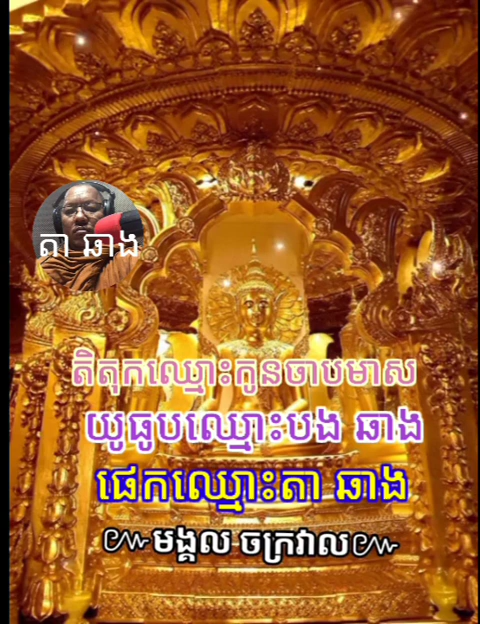 តា ឆាង
តិតុកឈ្មោះកូនចាបមាស
យូធូបឈ្មោះបង ឆាង
ផេកឈ្មោះតា ឆាង
មង្គល ចក្រវាល